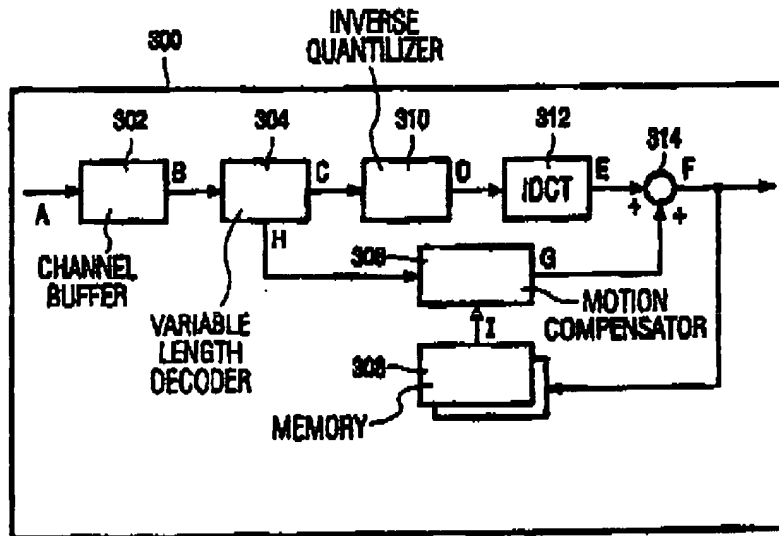 300
INVERSE
QUANTILIZER
302
304
310
312
314
A
B
C
D
IDCT
E
F
+
+
CHANNEL
BUFFER
H
VARIABLE
LENGTH
DECODER
G
MOTION
COMPENSATOR
I
MEMORY